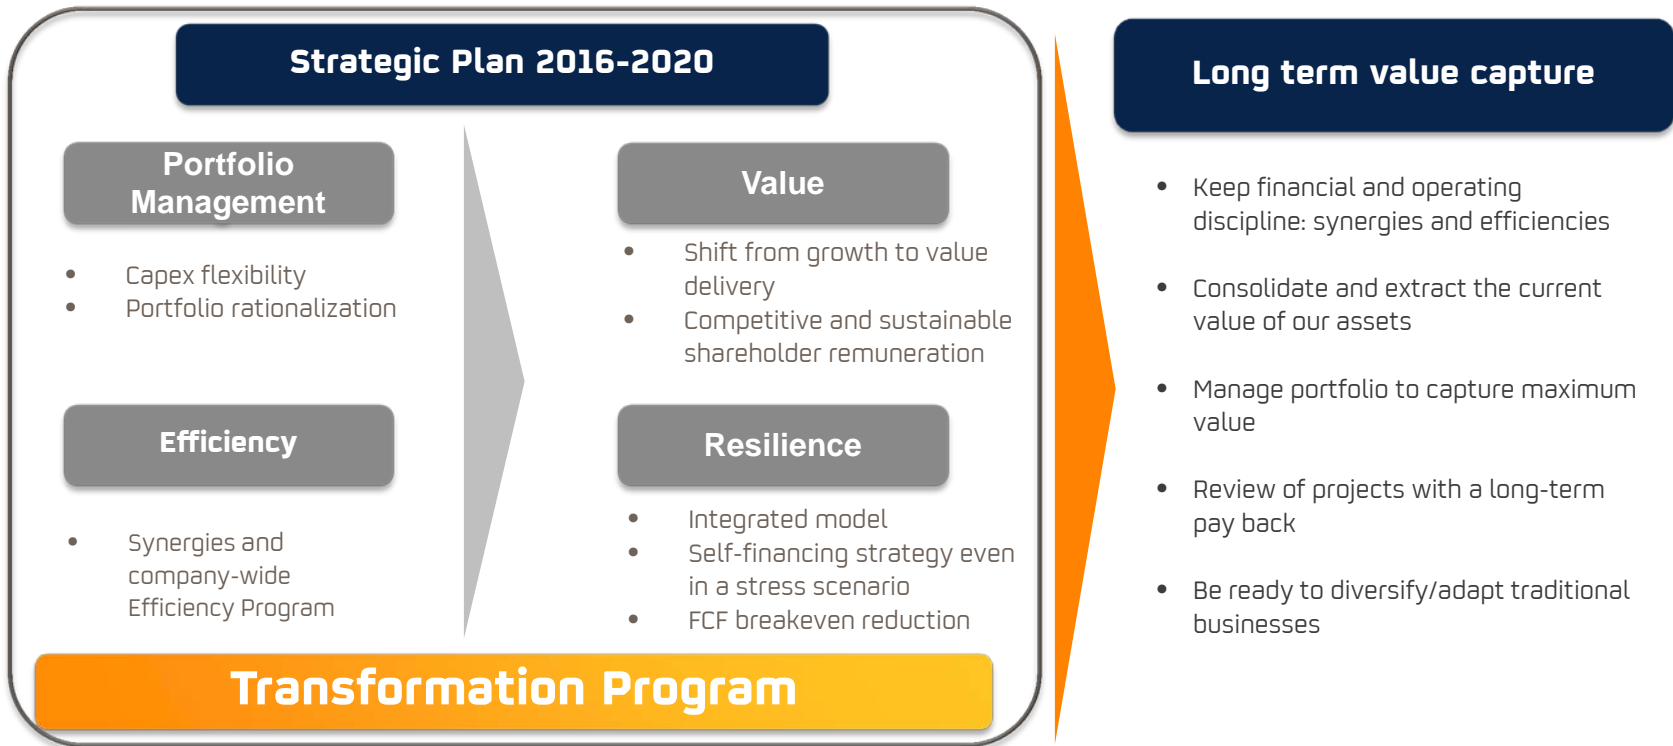 Strategic Plan 2016-2020
Portfolio
Management
• Capex flexibility
• Portfolio rationalization
Efficiency
• Synergies and
company-wide
Efficiency Program
Value
• Shift from growth to value
delivery
• Competitive and sustainable
shareholder remuneration
Resilience
• Integrated model
• Self-financing strategy even
in a stress scenario
• FCF breakeven reduction
Transformation Program
Long term value capture
• Keep financial and operating
discipline: synergies and efficiencies
• Consolidate and extract the current
value of our assets
• Manage portfolio to capture maximum
value
• Review of projects with a long-term
pay back
• Be ready to diversify/adapt traditional
businesses